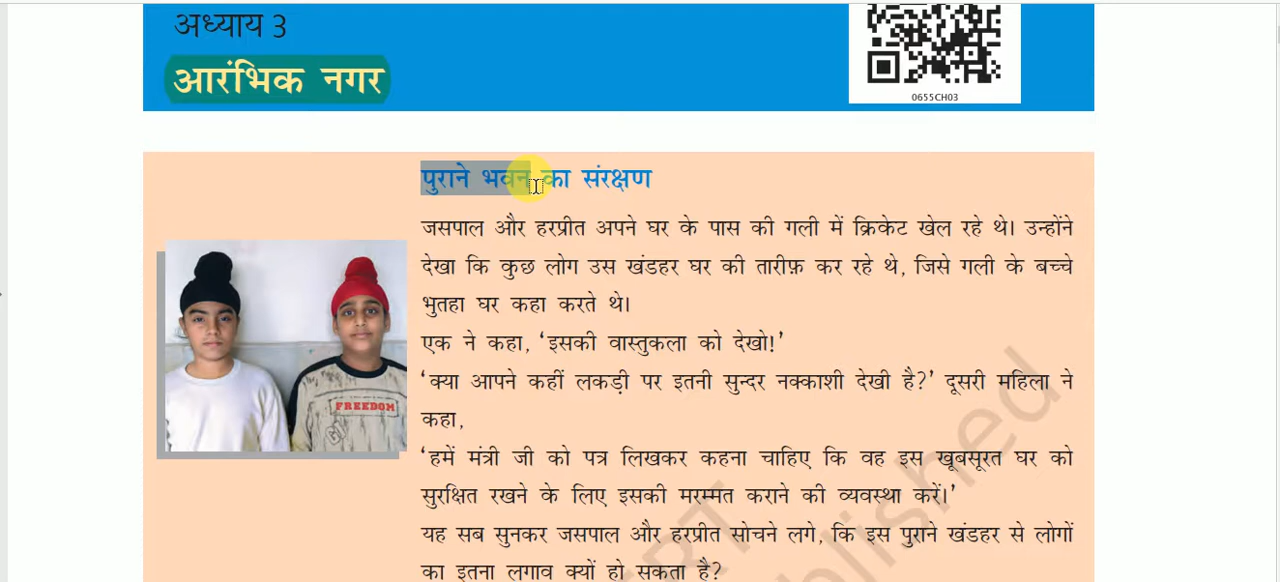 अध्याय 3
आरंभिक नगर
0655CH03
पुराने भवन का संरक्षण
जसपाल और हरप्रीत अपने घर के पास की गली में क्रिकेट खेल रहे थे। उन्होंने
देखा कि कुछ लोग उस खंडहर घर की तारीफ़ कर रहे थे, जिसे गली के बच्चे
भुतहा घर कहा करते थे।
एक ने कहा, ‘इसकी वास्तुकला को देखो!’
‘क्या आपने कहीं लकड़ी पर इतनी सुन्दर नक्काशी देखी है?’ दूसरी महिला ने
कहा,
‘हमें मंत्री जी को पत्र लिखकर कहना चाहिए कि वह इस खूबसूरत घर को
सुरक्षित रखने के लिए इसकी मरम्मत कराने की व्यवस्था करें।’
यह सब सुनकर जसपाल और हरप्रीत सोचने लगे, कि इस पुराने खंडहर से लोगों
का इतना लगाव क्यों हो सकता है?
FREEDOM